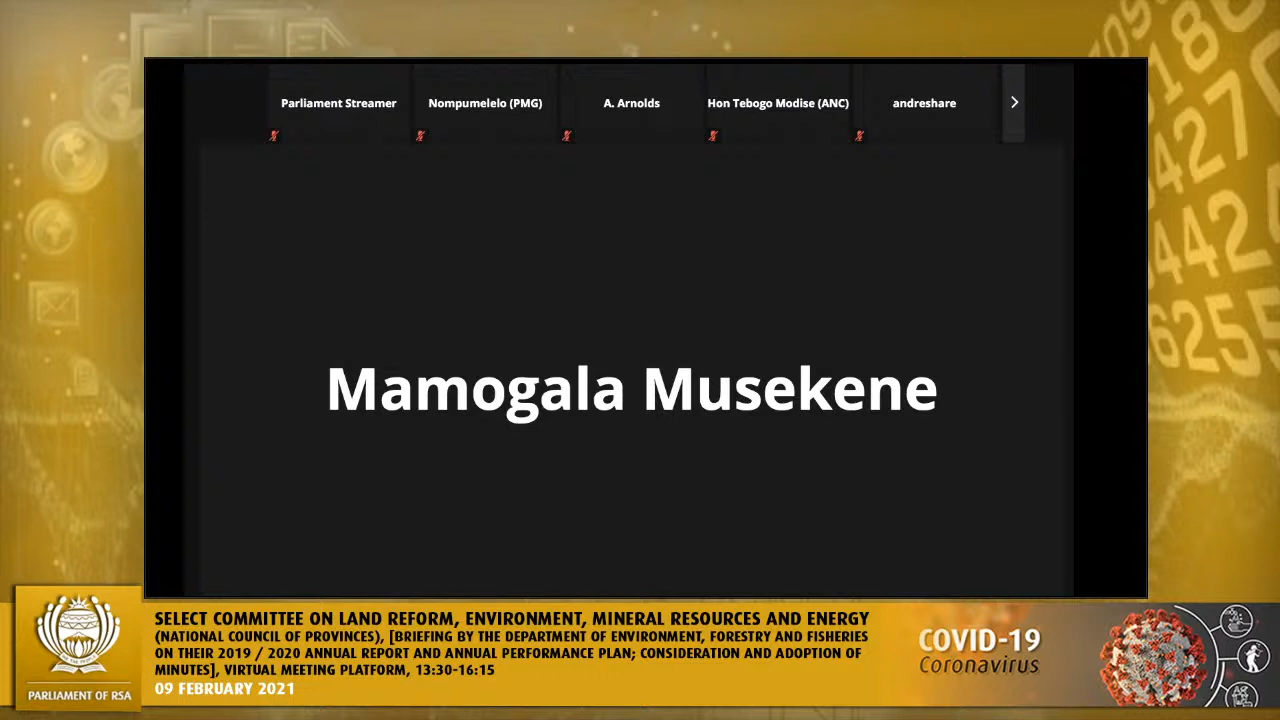 Parliament Streamer
Nompumelelo (PMG)
A. Arnolds
Hon Tebogo Modise (ANC)
andreshare
Mamogala Musekene
SELECT COMMITTEE ON LAND REFORM, ENVIRONMENT, MINERAL RESOURCES AND ENERGY
(NATIONAL COUNCIL OF PROVINCES), [BRIEFING BY THE DEPARTMENT OF ENVIRONMENT, FORESTRY AND FISHERIES
ON THEIR 2019 / 2020 ANNUAL REPORT AND ANNUAL PERFORMANCE PLAN; CONSIDERATION AND ADOPTION OF
MINUTES], VIRTUAL MEETING PLATFORM, 13:30-16:15
09 FEBRUARY 2021
PARLIAMENT OF RSA
COVID-19
Coronavirus